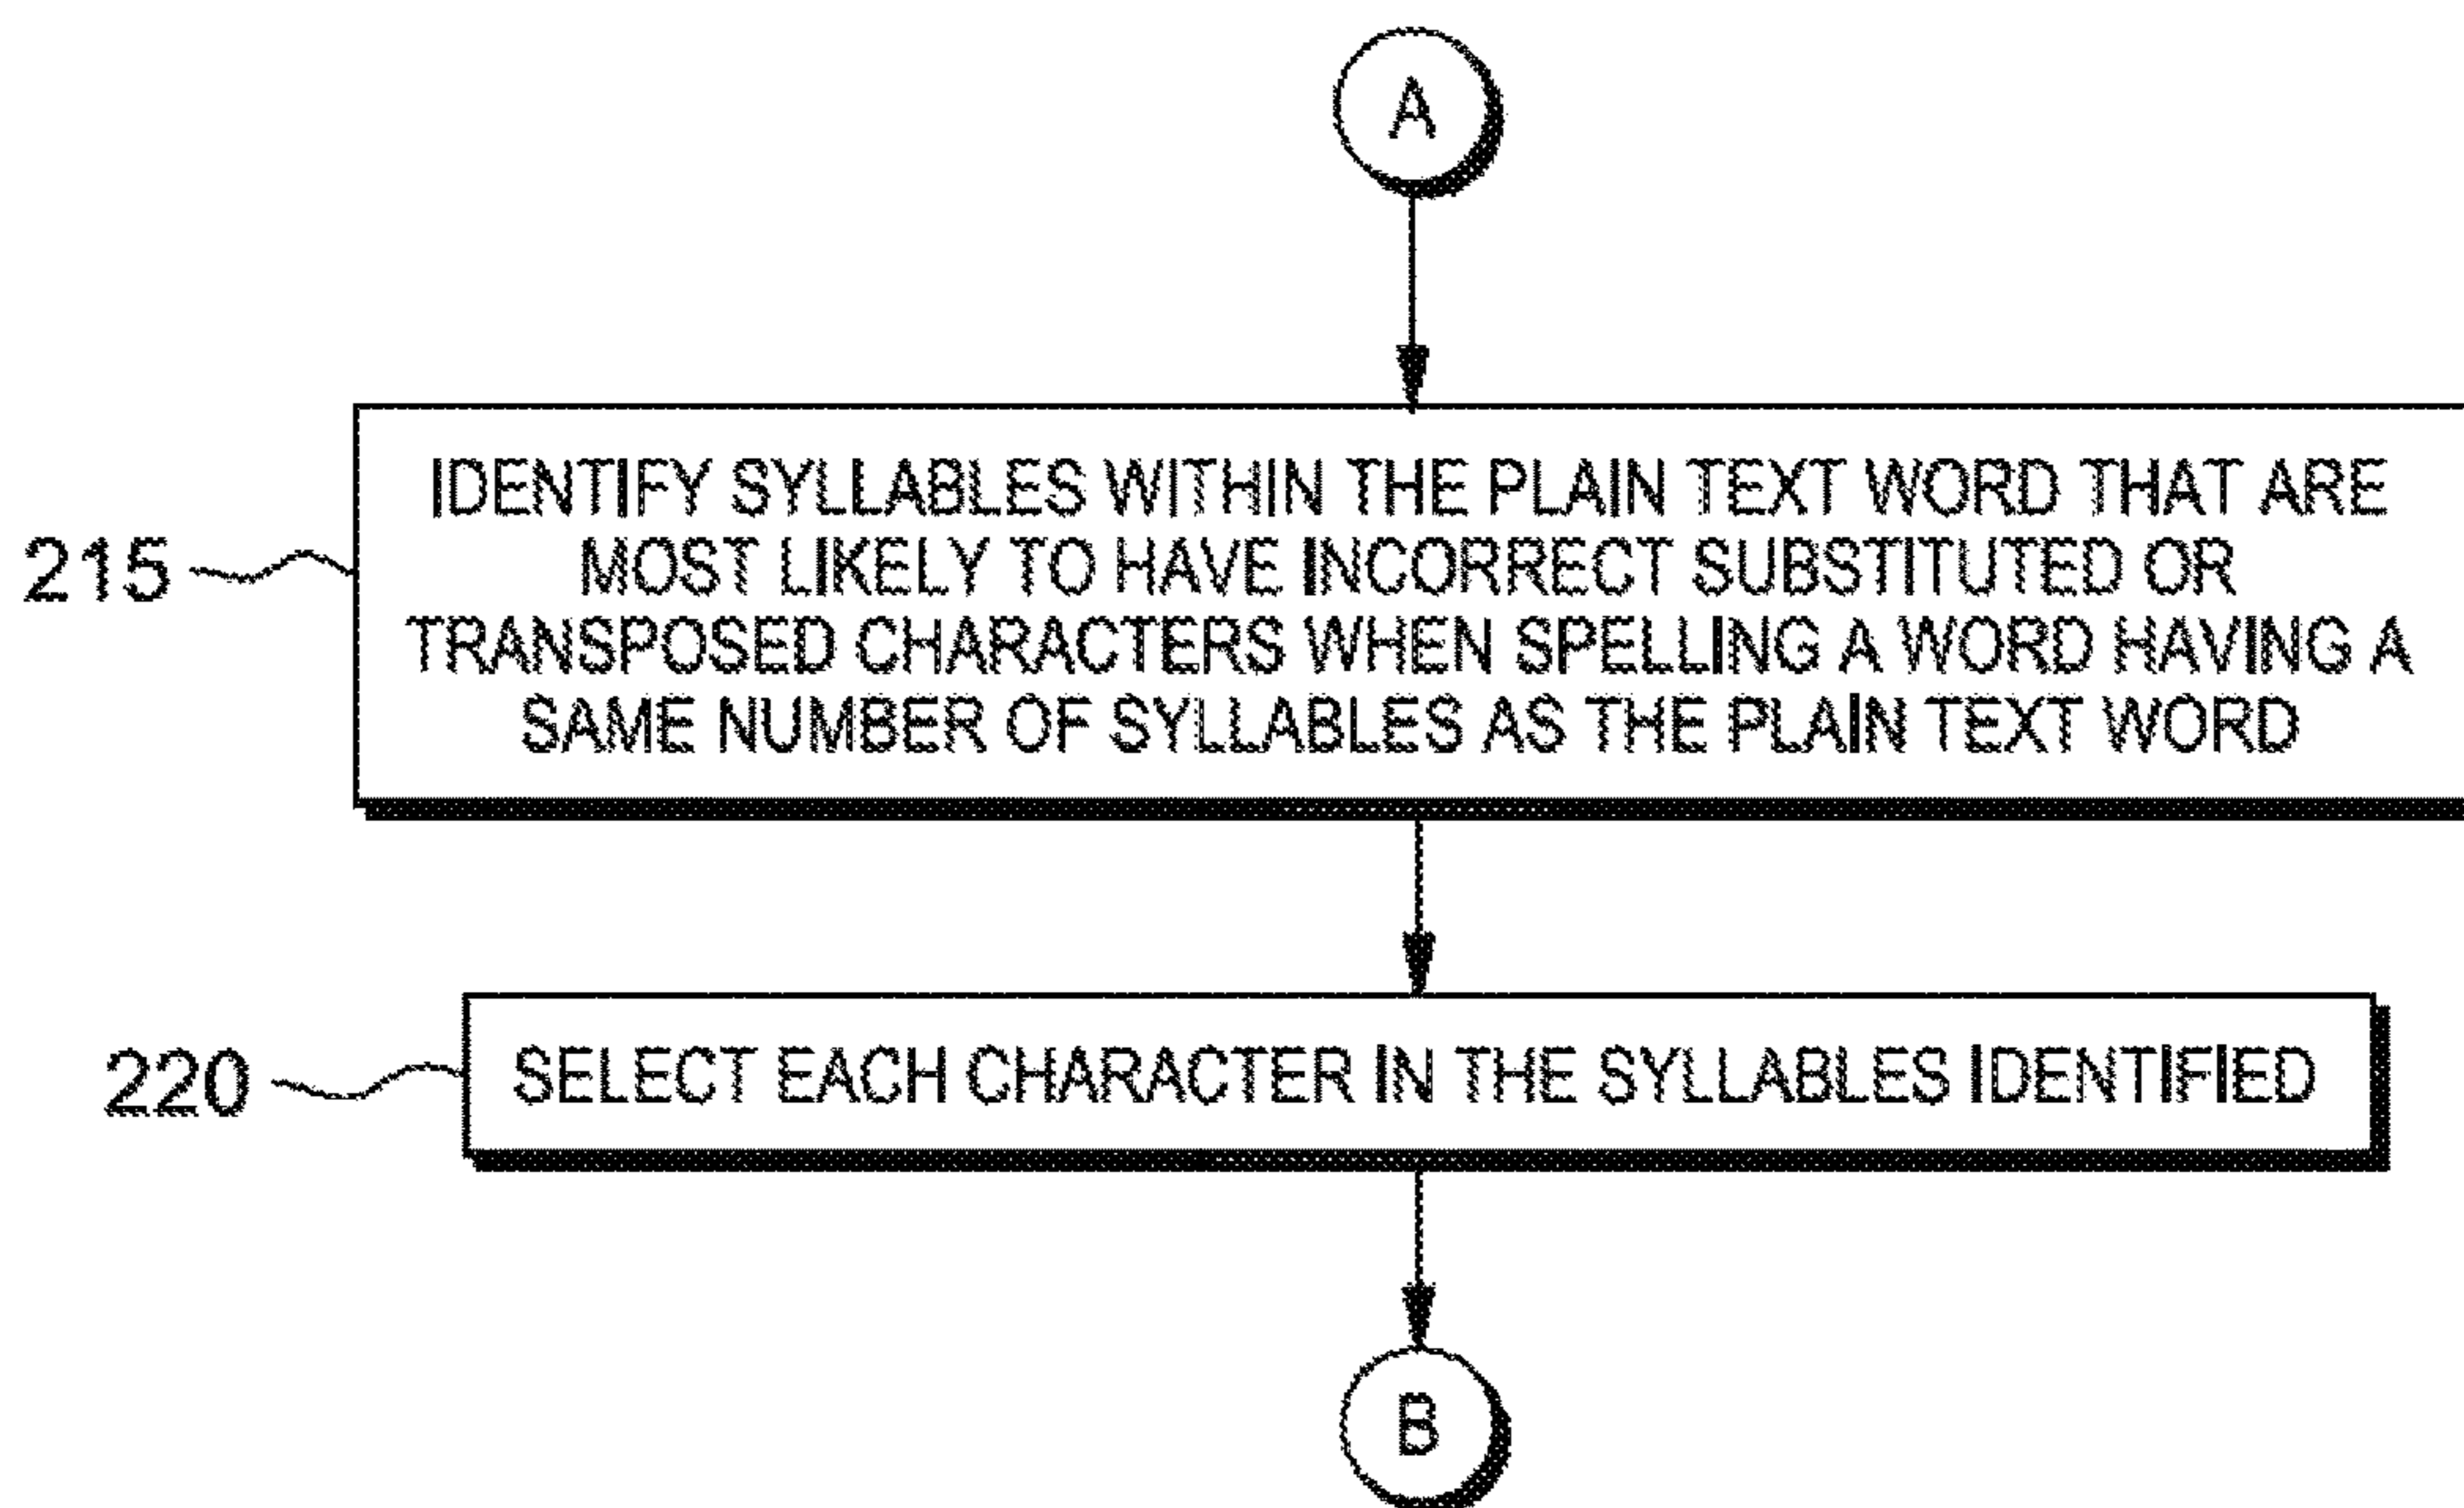 A
IDENTIFY SYLLABLES WITHIN THE PLAIN TEXT WORD THAT ARE
MOST LIKELY TO HAVE INCORRECT SUBSTITUTED OR
215
TRANSPOSED CHARACTERS WHEN SPELLING A WORD HAVING A
SAME NUMBER OF SYLLABLES AS THE PLAIN TEXT WORD
220
SELECT EACH CHARACTER IN THE SYLLABLES IDENTIFIED
B